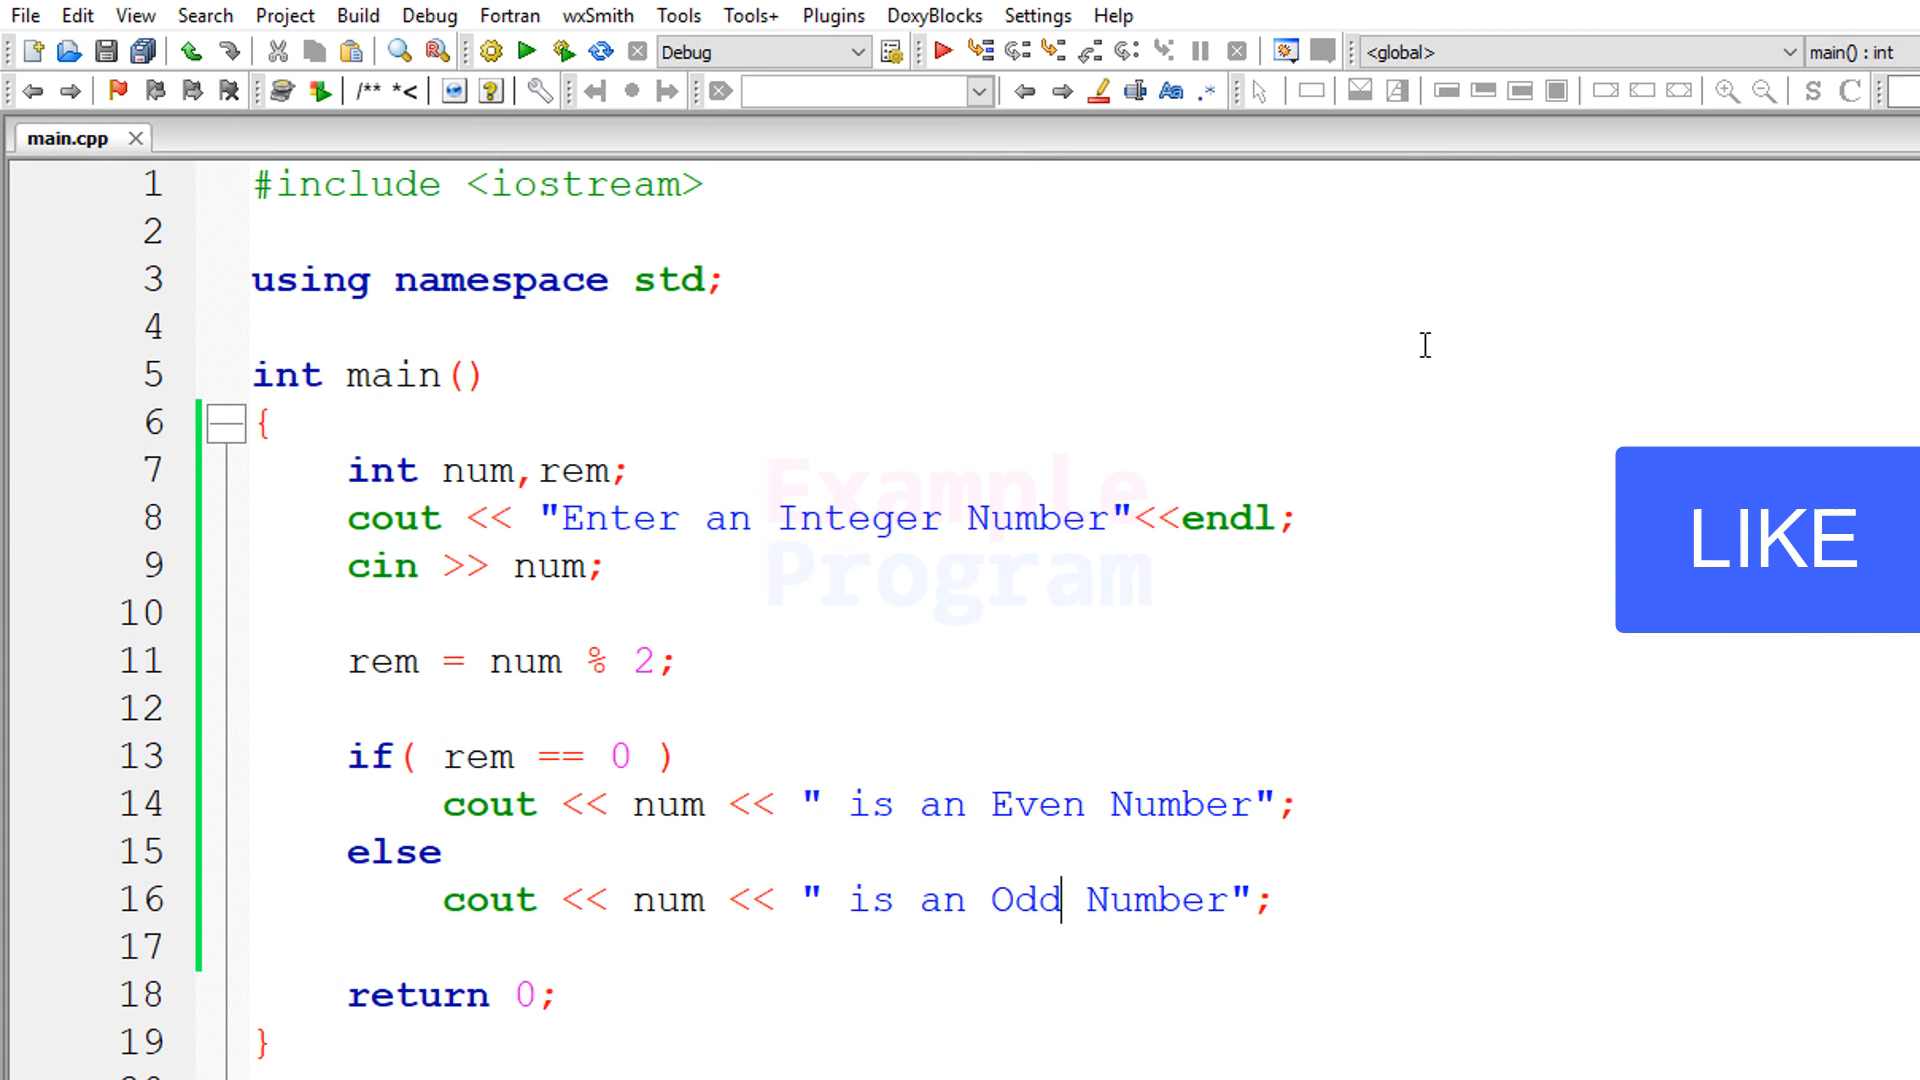 File Edit View Search Project Build Debug Fortran wxSmith Tools Tools+ Plugins DoxyBlocks Settings Help
Debug <global> main() : int
/** *< Aa .* S C
main.cpp
1 #include <iostream>
2
3 using namespace std;
4
5 int main()
6 {
7 int num,rem;
8 cout << "Enter an Integer Number"<<endl;
9 cin >> num;
10
11 rem = num % 2;
12
13 if( rem == 0 )
14 cout << num << " is an Even Number";
15 else
16 cout << num << " is an Odd Number";
17
18 return 0;
19 }
Example
Program
LIKE